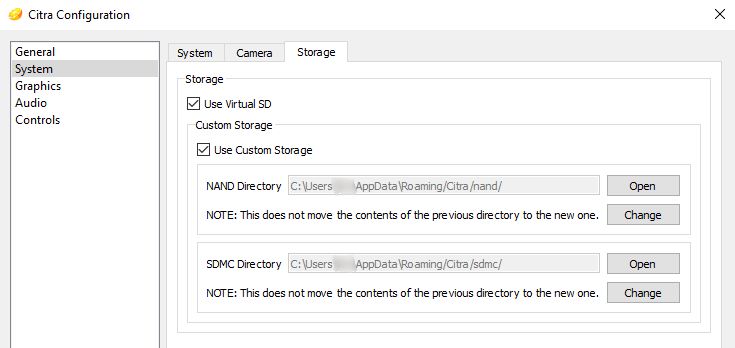 Citra Configuration
General
System
Graphics
Audio
Controls
System Camera Storage
Storage
Use Virtual SD
Custom Storage
Use Custom Storage
NAND Directory C:\Users \AppData\Roaming/Citra/nand/ Open
NOTE: This does not move the contents of the previous directory to the new one. Change
SDMC Directory C:\Users \AppData\Roaming/Citra/sdmc/ Open
NOTE: This does not move the contents of the previous directory to the new one. Change